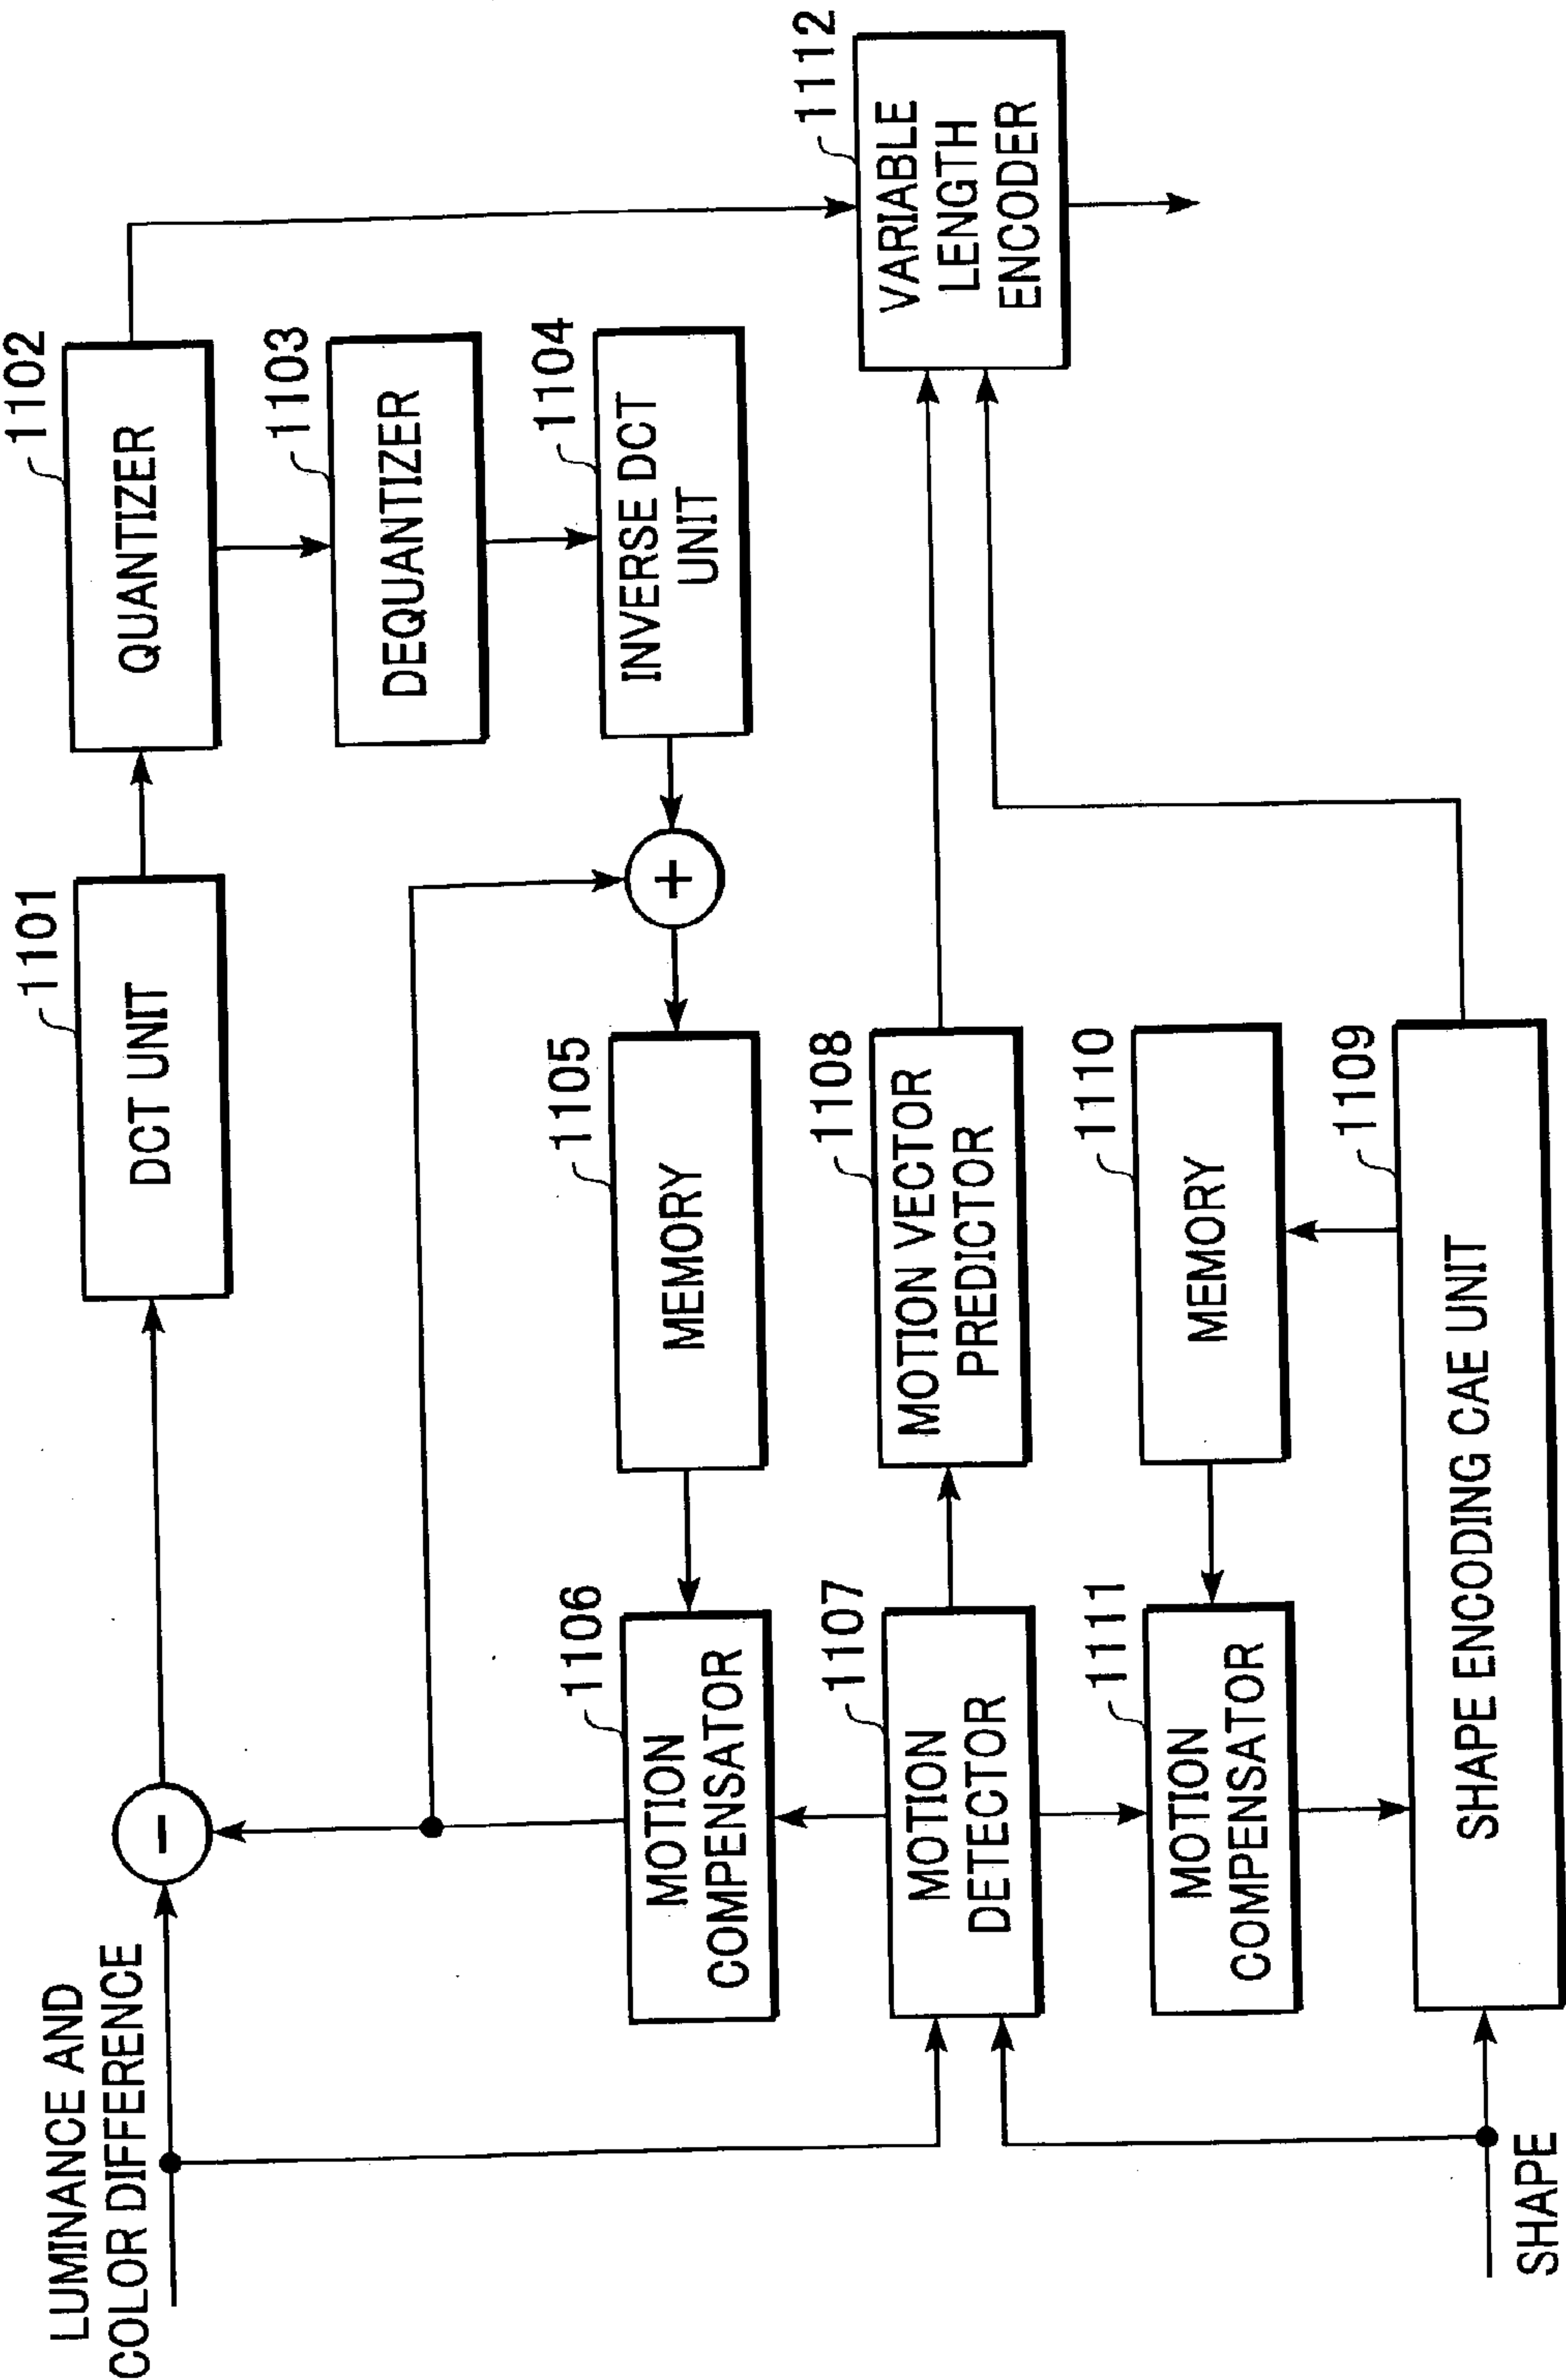 LUMINANCE AND
COLOR DIFFERENCE
−
1101
DCT UNIT
1102
QUANTIZER
1103
DEQUANTIZER
1104
INVERSE DCT
UNIT
+
1105
MEMORY
1106
MOTION
COMPENSATOR
1107
MOTION
DETECTOR
1108
MOTION VECTOR
PREDICTOR
1110
MEMORY
1111
MOTION
COMPENSATOR
1109
SHAPE ENCODING CAE UNIT
SHAPE
1112
VARIABLE
LENGTH
ENCODER